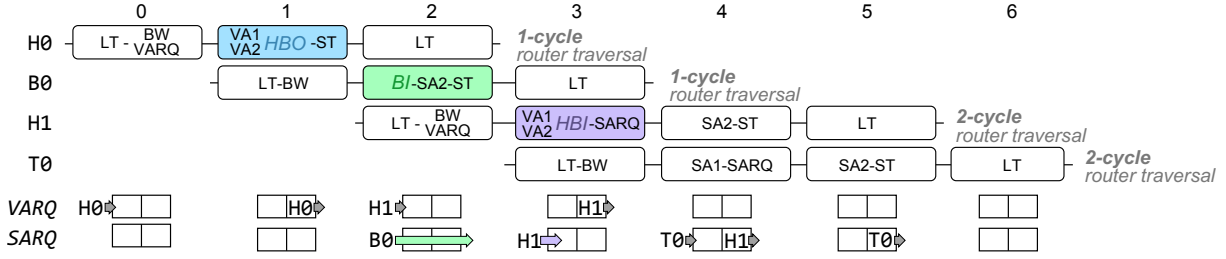 0 1 2 3 4 5 6
H0 LT - BW VARQ VA1 VA2 HBO -ST LT 1-cycle router traversal
B0 LT-BW BI-SA2-ST LT 1-cycle router traversal
H1 LT - BW VARQ VA1 VA2 HBI-SARQ SA2-ST LT 2-cycle router traversal
T0 LT-BW SA1-SARQ SA2-ST LT 2-cycle router traversal
VARQ H0 H0 H1 H1
SARQ B0 H1 T0 H1 T0